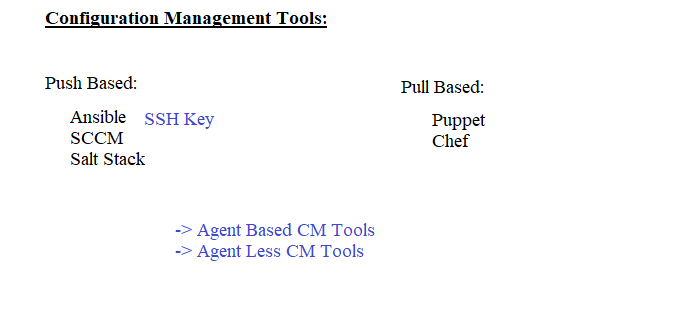 Configuration Management Tools:
Push Based:
Ansible SSH Key
SCCM
Salt Stack
Pull Based:
Puppet
Chef
-> Agent Based CM Tools
-> Agent Less CM Tools